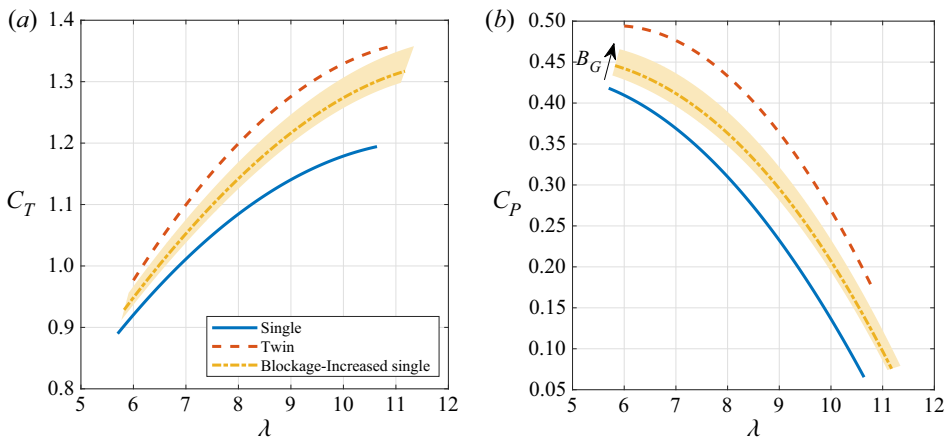 (a)
1.4
1.3
1.2
C_T
1.1
1.0
0.9
0.8
5 6 7 8 9 10 11 12
λ
Single
Twin
Blockage-Increased single
(b)
0.50
0.45
0.40
0.35
0.30
C_P
0.25
0.20
0.15
0.10
0.05
5 6 7 8 9 10 11 12
λ
B_G